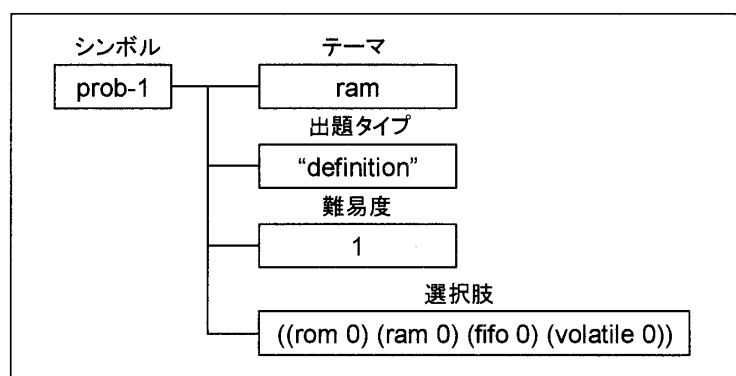 シンボル
テーマ
prob-1
ram
出題タイプ
“definition”
難易度
1
選択肢
((rom 0) (ram 0) (fifo 0) (volatile 0))